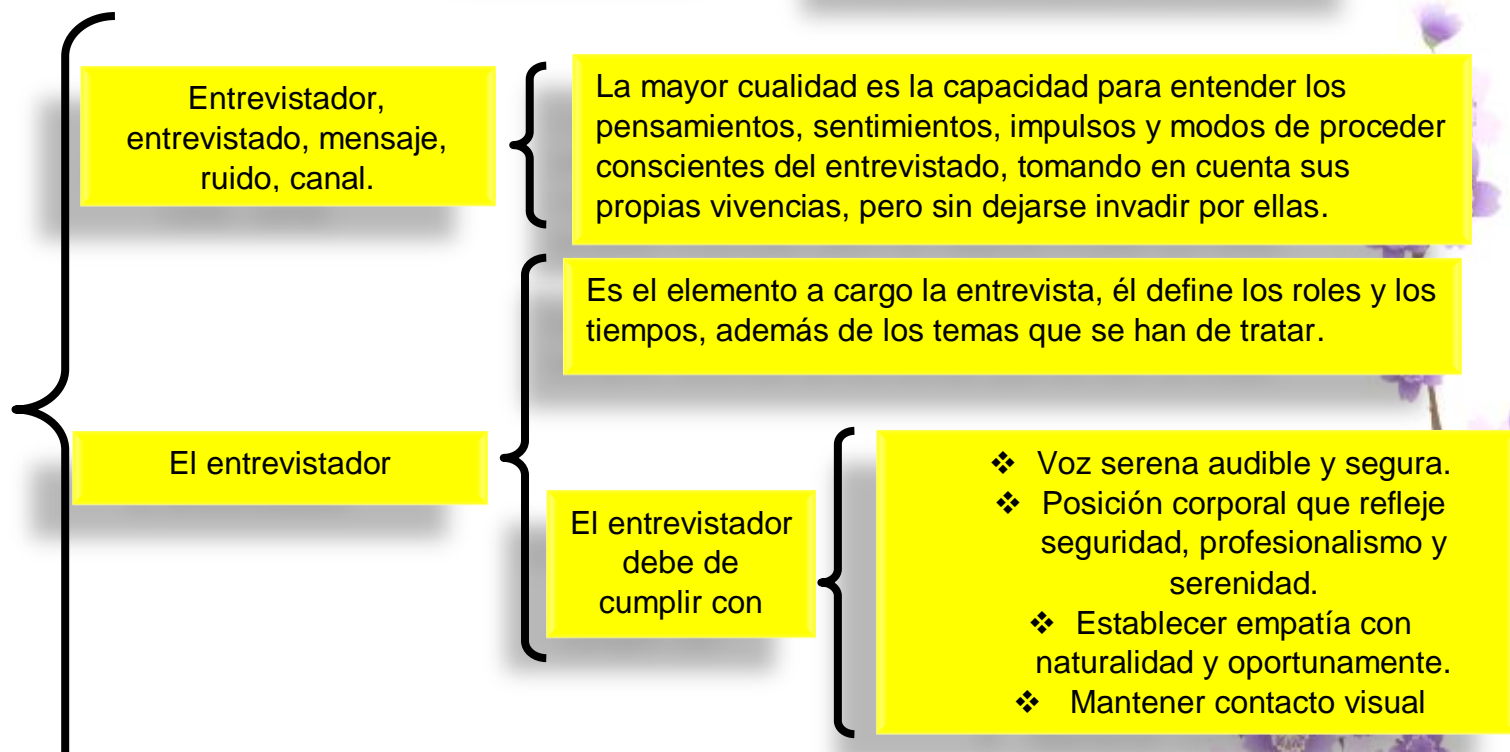 Entrevistador,
entrevistado, mensaje,
ruido, canal.
La mayor cualidad es la capacidad para entender los
pensamientos, sentimientos, impulsos y modos de proceder
conscientes del entrevistado, tomando en cuenta sus
propias vivencias, pero sin dejarse invadir por ellas.
El entrevistador
Es el elemento a cargo la entrevista, él define los roles y los
tiempos, además de los temas que se han de tratar.
El entrevistador
debe de
cumplir con
❖ Voz serena audible y segura.
❖ Posición corporal que refleje
seguridad, profesionalismo y
serenidad.
❖ Establecer empatía con
naturalidad y oportunamente.
❖ Mantener contacto visual